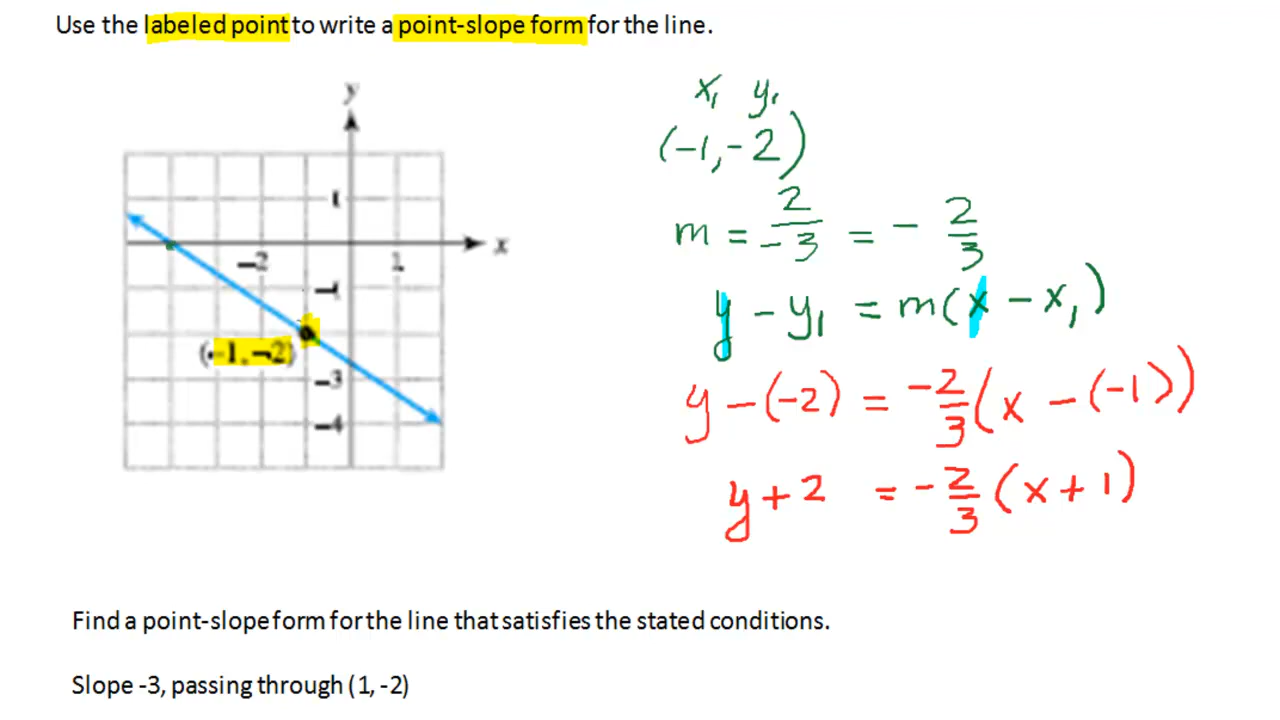 Use the labeled point to write a point-slope form for the line.
y
1
x
-2
1
-1
(-1, -2)
-3
-4
x₁ y₁
(-1, -2)
m = 2/-3 = - 2/3
y - y₁ = m(x - x₁)
y - (-2) = -2/3 (x - (-1))
y + 2 = -2/3 (x + 1)
Find a point-slope form for the line that satisfies the stated conditions.
Slope -3, passing through (1, -2)